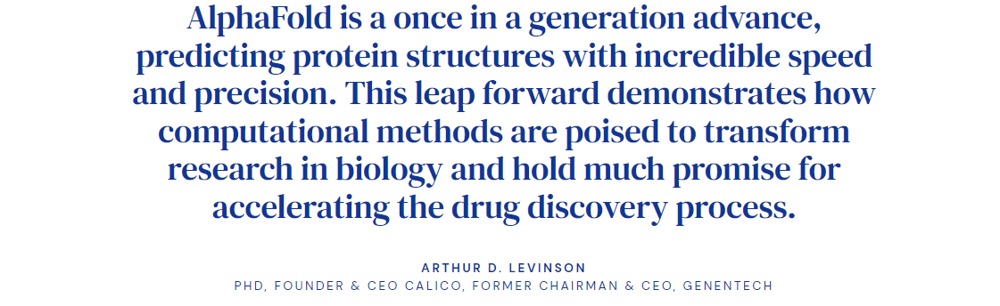 AlphaFold is a once in a generation advance,
predicting protein structures with incredible speed
and precision. This leap forward demonstrates how
computational methods are poised to transform
research in biology and hold much promise for
accelerating the drug discovery process.
ARTHUR D. LEVINSON
PHD, FOUNDER & CEO CALICO, FORMER CHAIRMAN & CEO, GENENTECH